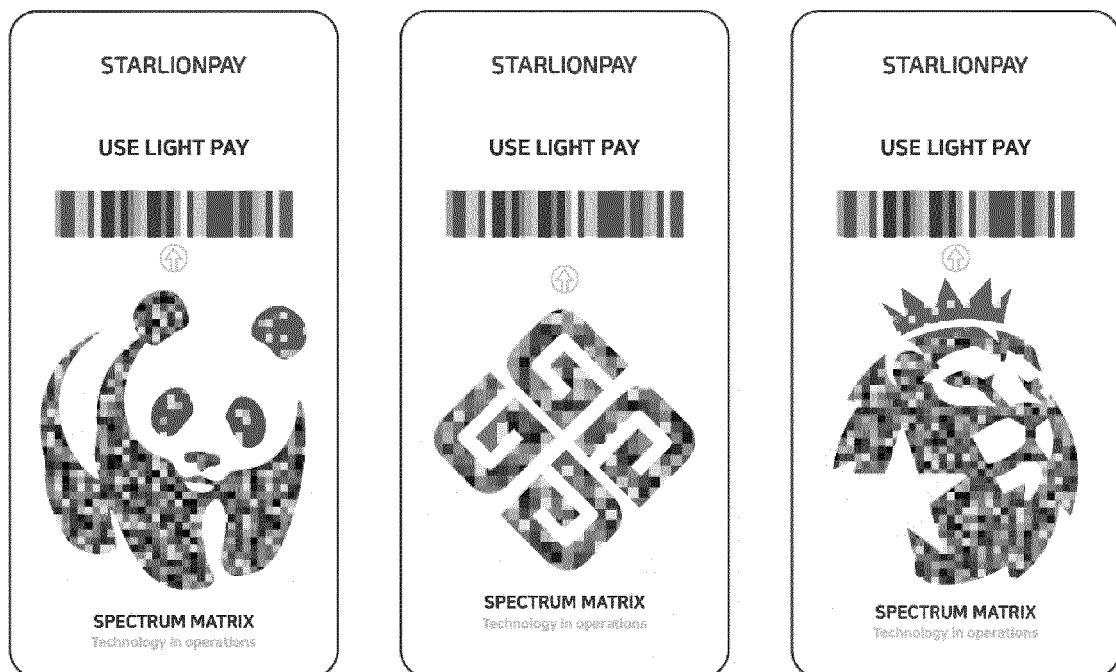 STARLIONPAY
USE LIGHT PAY
SPECTRUM MATRIX
Technology in operations
STARLIONPAY
USE LIGHT PAY
SPECTRUM MATRIX
Technology in operations
STARLIONPAY
USE LIGHT PAY
SPECTRUM MATRIX
Technology in operations